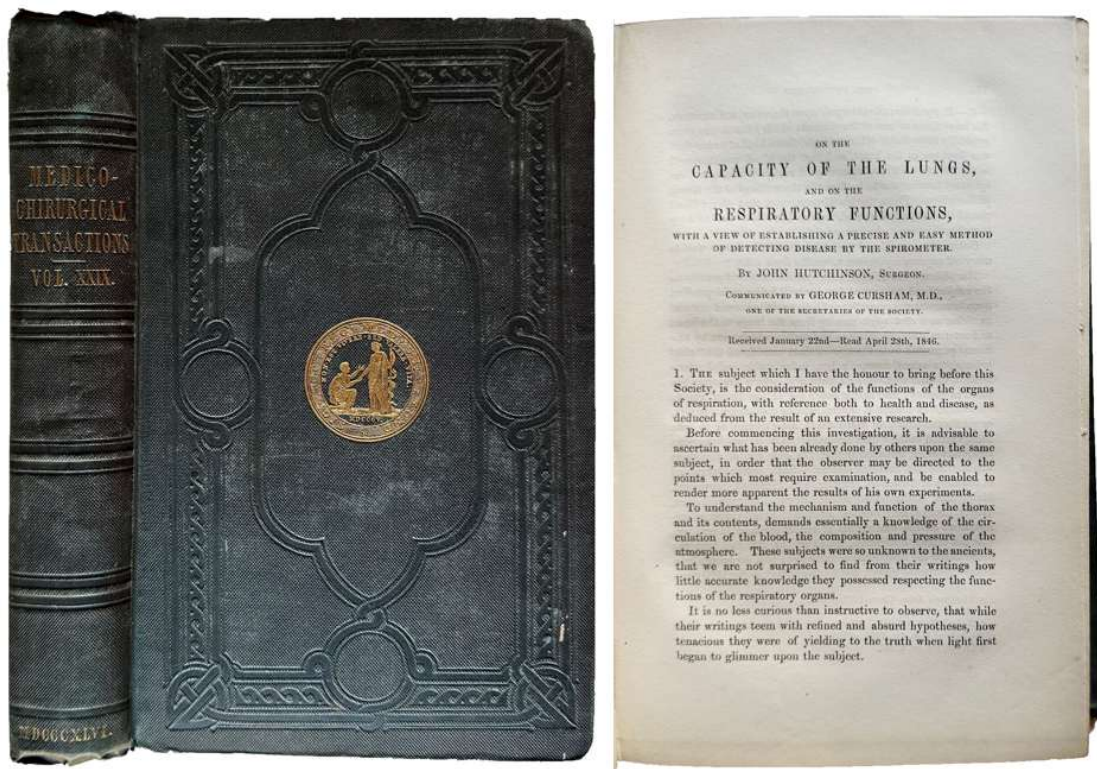 MEDICO-
CHIRURGICAL
TRANSACTIONS
VOL. XXIX.
MDCCCXLVI.
ON THE
CAPACITY OF THE LUNGS,
AND ON THE
RESPIRATORY FUNCTIONS,
WITH A VIEW OF ESTABLISHING A PRECISE AND EASY METHOD
OF DETECTING DISEASE BY THE SPIROMETER.
BY JOHN HUTCHINSON, SURGEON.
COMMUNICATED BY GEORGE CURSHAM, M.D.,
ONE OF THE SECRETARIES OF THE SOCIETY.
Received January 22nd—Read April 28th, 1846.
1. THE subject which I have the honour to bring before this
Society, is the consideration of the functions of the organs
of respiration, with reference both to health and disease, as
deduced from the result of an extensive research.
Before commencing this investigation, it is advisable to
ascertain what has been already done by others upon the same
subject, in order that the observer may be directed to the
points which most require examination, and be enabled to
render more apparent the results of his own experiments.
To understand the mechanism and function of the thorax
and its contents, demands essentially a knowledge of the cir-
culation of the blood, the composition and pressure of the
atmosphere. These subjects were so unknown to the ancients,
that we are not surprised to find from their writings how
little accurate knowledge they possessed respecting the func-
tions of the respiratory organs.
It is no less curious than instructive to observe, that while
their writings teem with refined and absurd hypotheses, how
tenacious they were of yielding to the truth when light first
began to glimmer upon the subject.